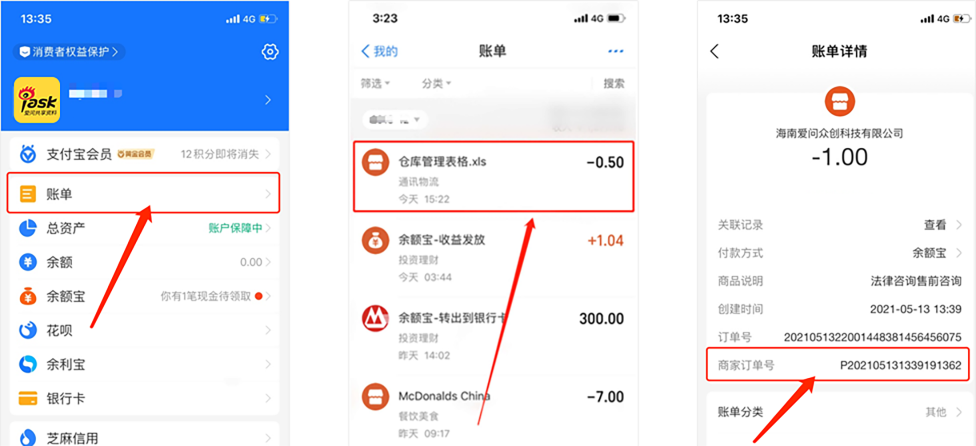 13:35
4G
消费者权益保护
iask
爱问共享资料
支付宝会员 黄金会员 12积分即将消失
账单
总资产 账户保障中
余额 0.00
余额宝 你有1笔现金待领取
花呗
余利宝
银行卡
芝麻信用
3:23
4G
我的 账单
筛选 分类 搜索
仓库管理表格.xls -0.50
通讯物流
今天 15:22
余额宝-收益发放 +1.04
投资理财
今天 03:44
余额宝-转出到银行卡 300.00
投资理财
昨天 14:02
McDonalds China -7.00
餐饮美食
昨天 09:17
13:35
4G
账单详情
海南爱问众创科技有限公司
-1.00
关联记录 查看
付款方式 余额宝
商品说明 法律咨询售前咨询
创建时间 2021-05-13 13:39
订单号 2021051322001448381456456075
商家订单号 P202105131339191362
账单分类 其他